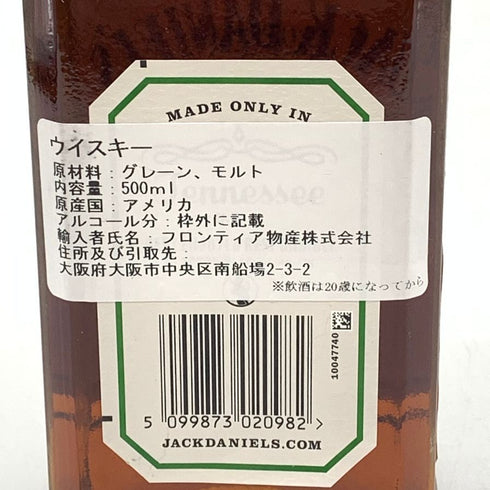 MADE ONLY IN
ウイスキー
原材料:グレーン、モルト
内容量:500ml
原産国:アメリカ
アルコール分:枠外に記載
輸入者氏名:フロンティア物産株式会社
住所及び引取先:
大阪府大阪市中央区南船場2-3-2
※飲酒は20歳になってから
Tennessee
10047740
5 099873 020982 >
JACKDANIELS.COM